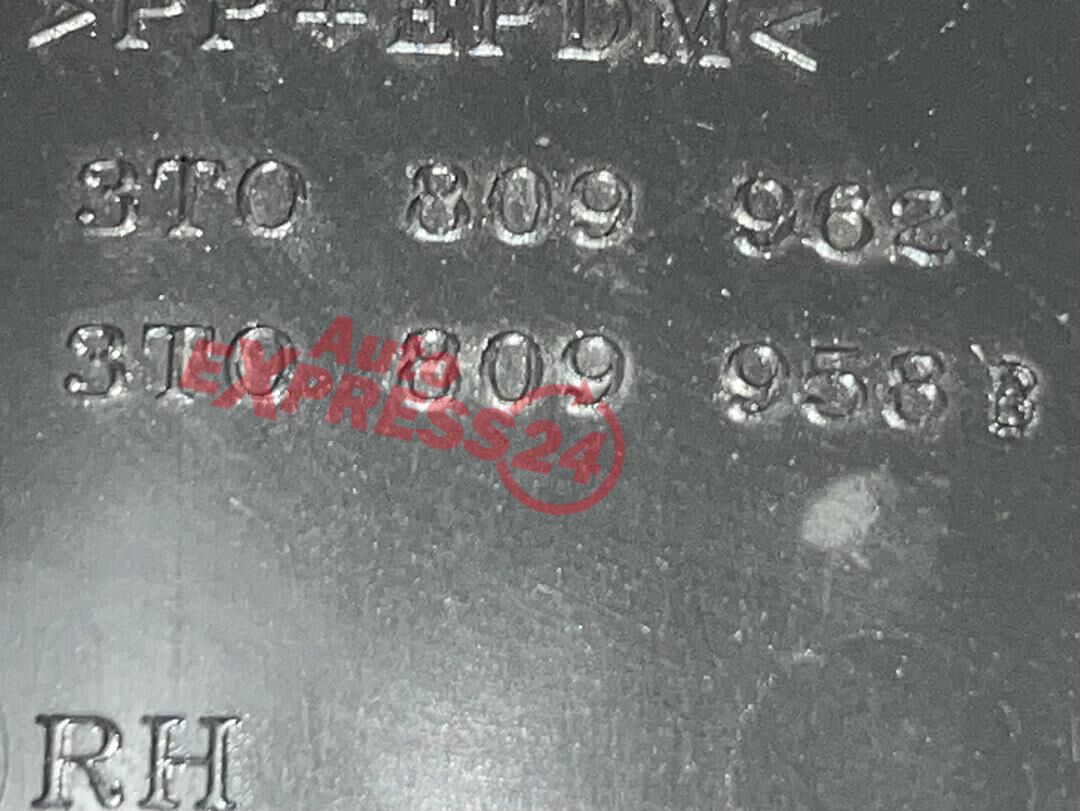 >PP+EPDM<
3T0 809 962
3T0 809 958 B
Auto
EXPRESS24
RH